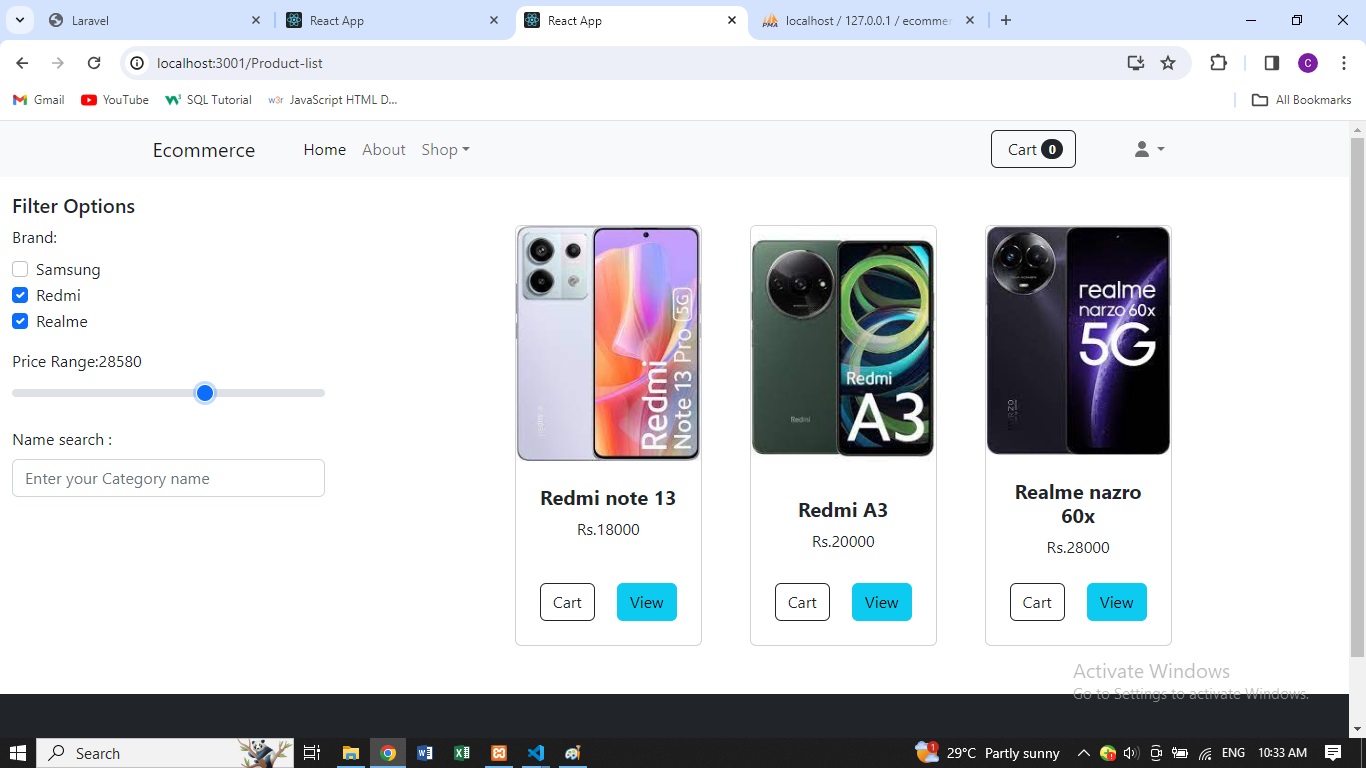 Laravel
React App
React App
localhost / 127.0.0.1 / ecommer
localhost:3001/Product-list
C
Gmail
YouTube
SQL Tutorial
JavaScript HTML D...
All Bookmarks
Ecommerce
Home
About
Shop
Cart 0
Filter Options
Brand:
Samsung
Redmi
Realme
Price Range:28580
Name search :
Enter your Category name
Redmi
Note 13 Pro 5G
Redmi note 13
Rs.18000
Cart
View
Redmi
Redmi
A3
Redmi A3
Rs.20000
Cart
View
realme
narzo 60x
5G
Realme nazro
60x
Rs.28000
Cart
View
Activate Windows
Go to Settings to activate Windows.
Search
1
29°C Partly sunny
ENG
10:33 AM